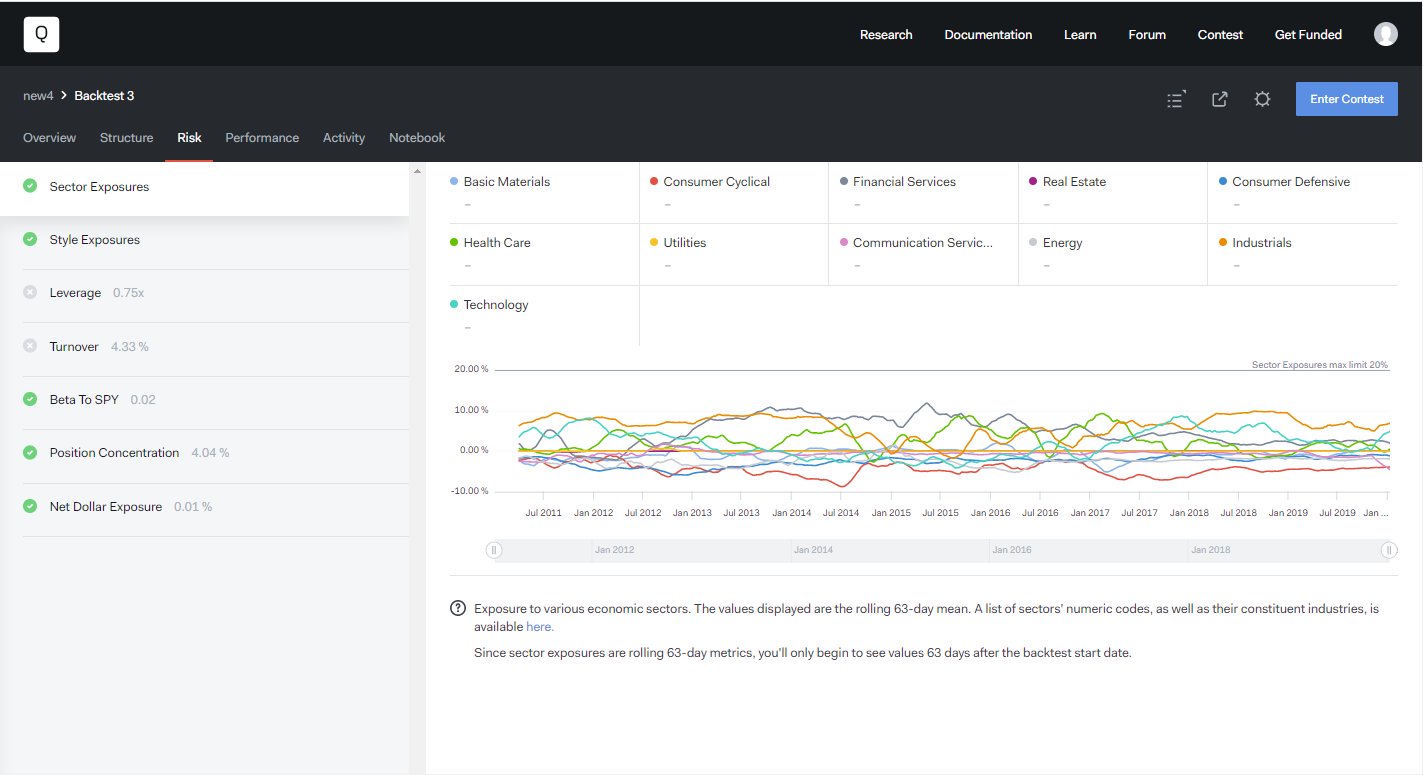 Q
Research Documentation Learn Forum Contest Get Funded
new4 > Backtest 3
Enter Contest
Overview Structure Risk Performance Activity Notebook
Sector Exposures
Style Exposures
Leverage 0.75x
Turnover 4.33 %
Beta To SPY 0.02
Position Concentration 4.04 %
Net Dollar Exposure 0.01 %
Basic Materials Consumer Cyclical Financial Services Real Estate Consumer Defensive
– – – – –
Health Care Utilities Communication Servic... Energy Industrials
– – – – –
Technology
–
Sector Exposures max limit 20%
20.00 %
10.00 %
0.00 %
-10.00 %
Jul 2011 Jan 2012 Jul 2012 Jan 2013 Jul 2013 Jan 2014 Jul 2014 Jan 2015 Jul 2015 Jan 2016 Jul 2016 Jan 2017 Jul 2017 Jan 2018 Jul 2018 Jan 2019 Jul 2019 Jan ...
Jan 2012 Jan 2014 Jan 2016 Jan 2018
? Exposure to various economic sectors. The values displayed are the rolling 63-day mean. A list of sectors' numeric codes, as well as their constituent industries, is
available here.
Since sector exposures are rolling 63-day metrics, you'll only begin to see values 63 days after the backtest start date.